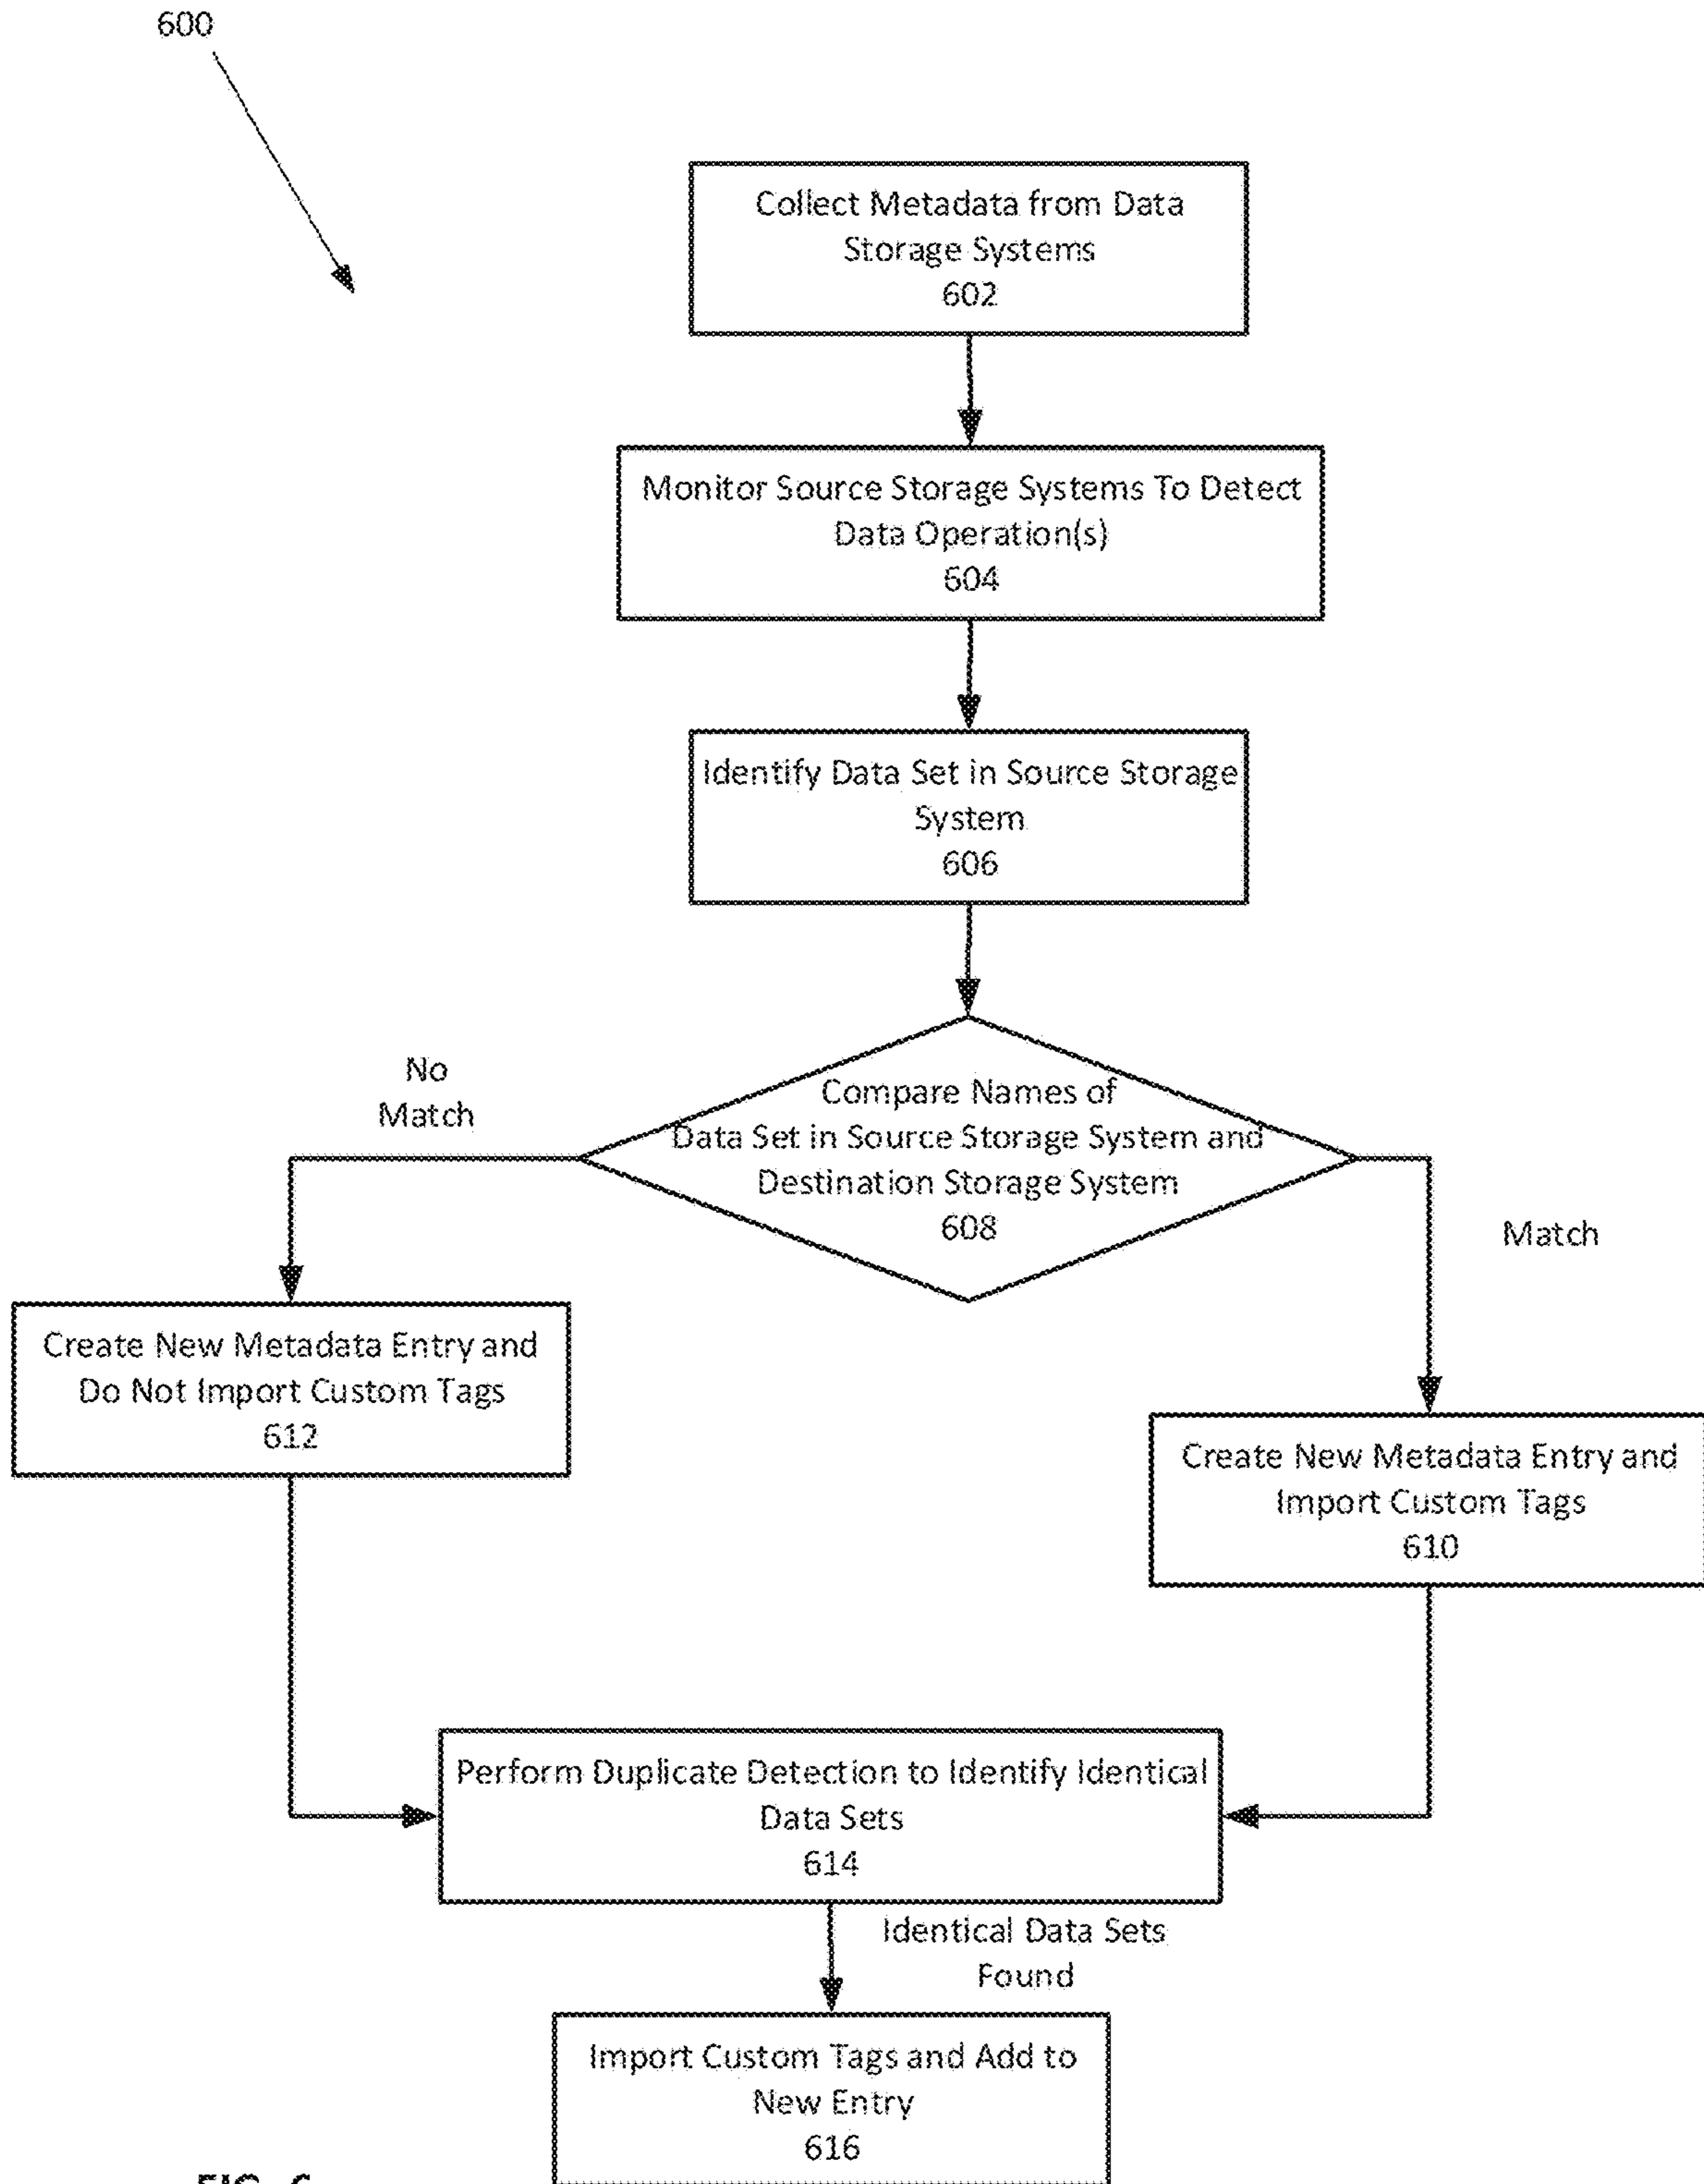 600
Collect Metadata from Data
Storage Systems
602
Monitor Source Storage Systems To Detect
Data Operation(s)
604
Identify Data Set in Source Storage
System
606
Compare Names of
Data Set in Source Storage System and
Destination Storage System
608
No
Match
Match
Create New Metadata Entry and
Do Not Import Custom Tags
612
Create New Metadata Entry and
Import Custom Tags
610
Perform Duplicate Detection to Identify Identical
Data Sets
614
Identical Data Sets
Found
Import Custom Tags and Add to
New Entry
616
FIG. 6